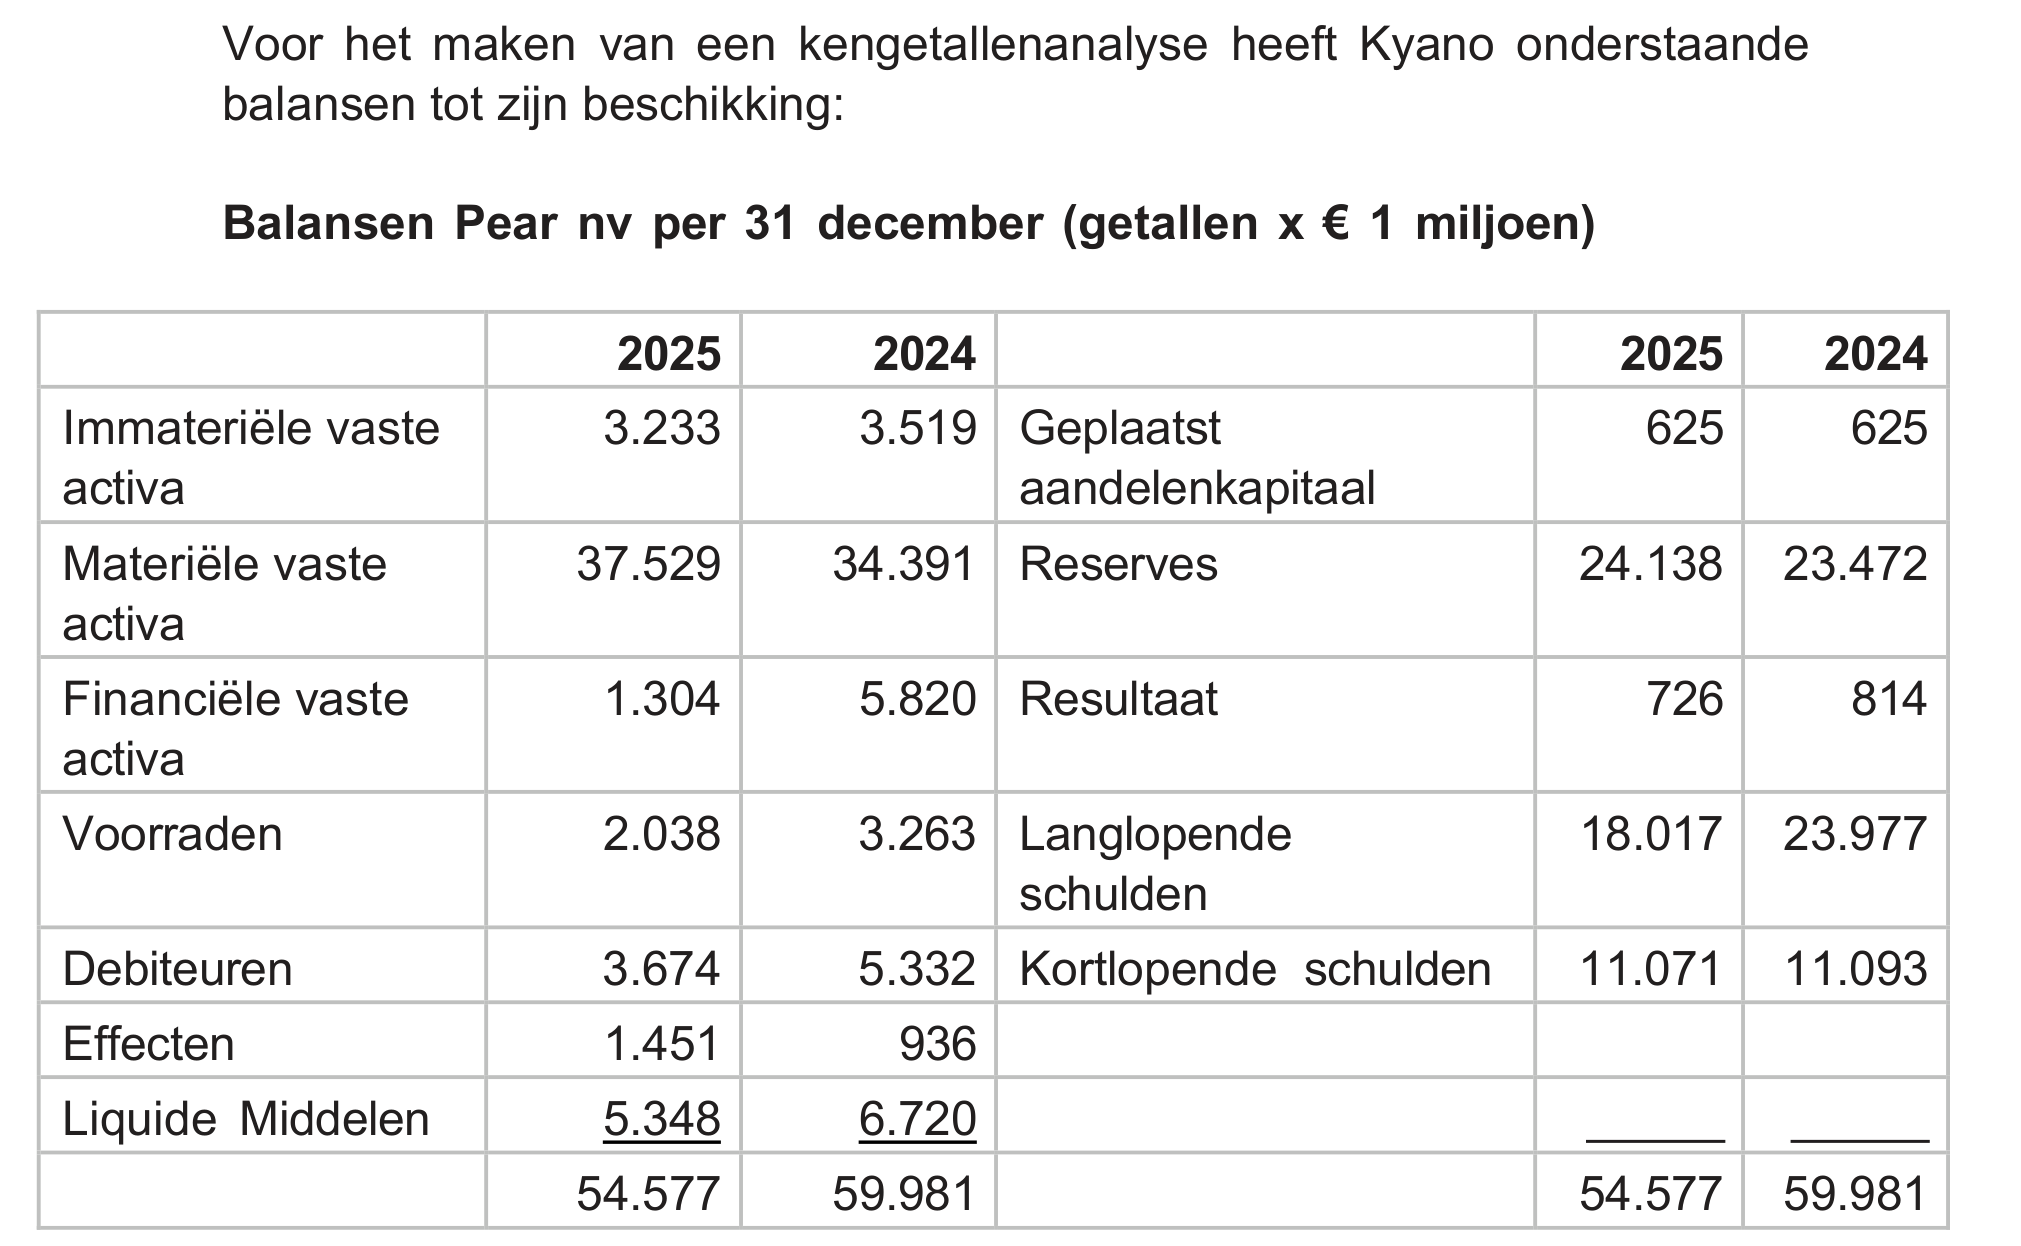 Voor het maken van een kengetallenanalyse heeft Kyano onderstaande
balansen tot zijn beschikking:
Balansen Pear nv per 31 december (getallen x € 1 miljoen)
2025 2024 2025 2024
Immateriële vaste activa 3.233 3.519 Geplaatst aandelenkapitaal 625 625
Materiële vaste activa 37.529 34.391 Reserves 24.138 23.472
Financiële vaste activa 1.304 5.820 Resultaat 726 814
Voorraden 2.038 3.263 Langlopende schulden 18.017 23.977
Debiteuren 3.674 5.332 Kortlopende schulden 11.071 11.093
Effecten 1.451 936
Liquide Middelen 5.348 6.720
54.577 59.981 54.577 59.981